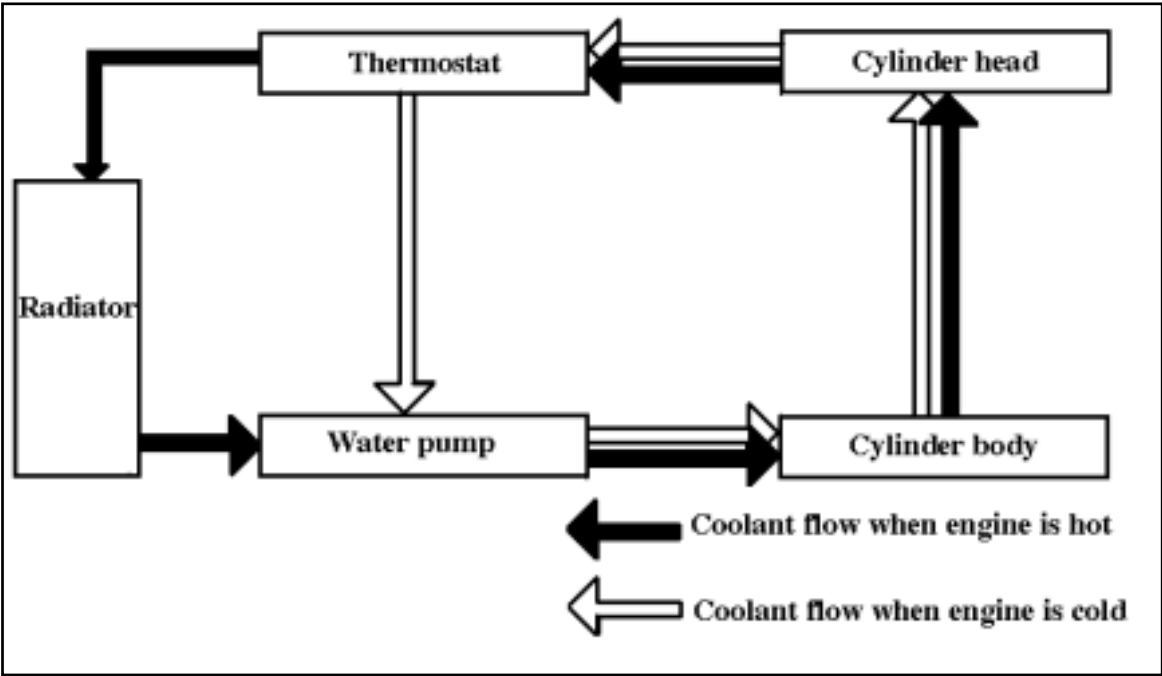 Thermostat
Cylinder head
Radiator
Water pump
Cylinder body
Coolant flow when engine is hot
Coolant flow when engine is cold